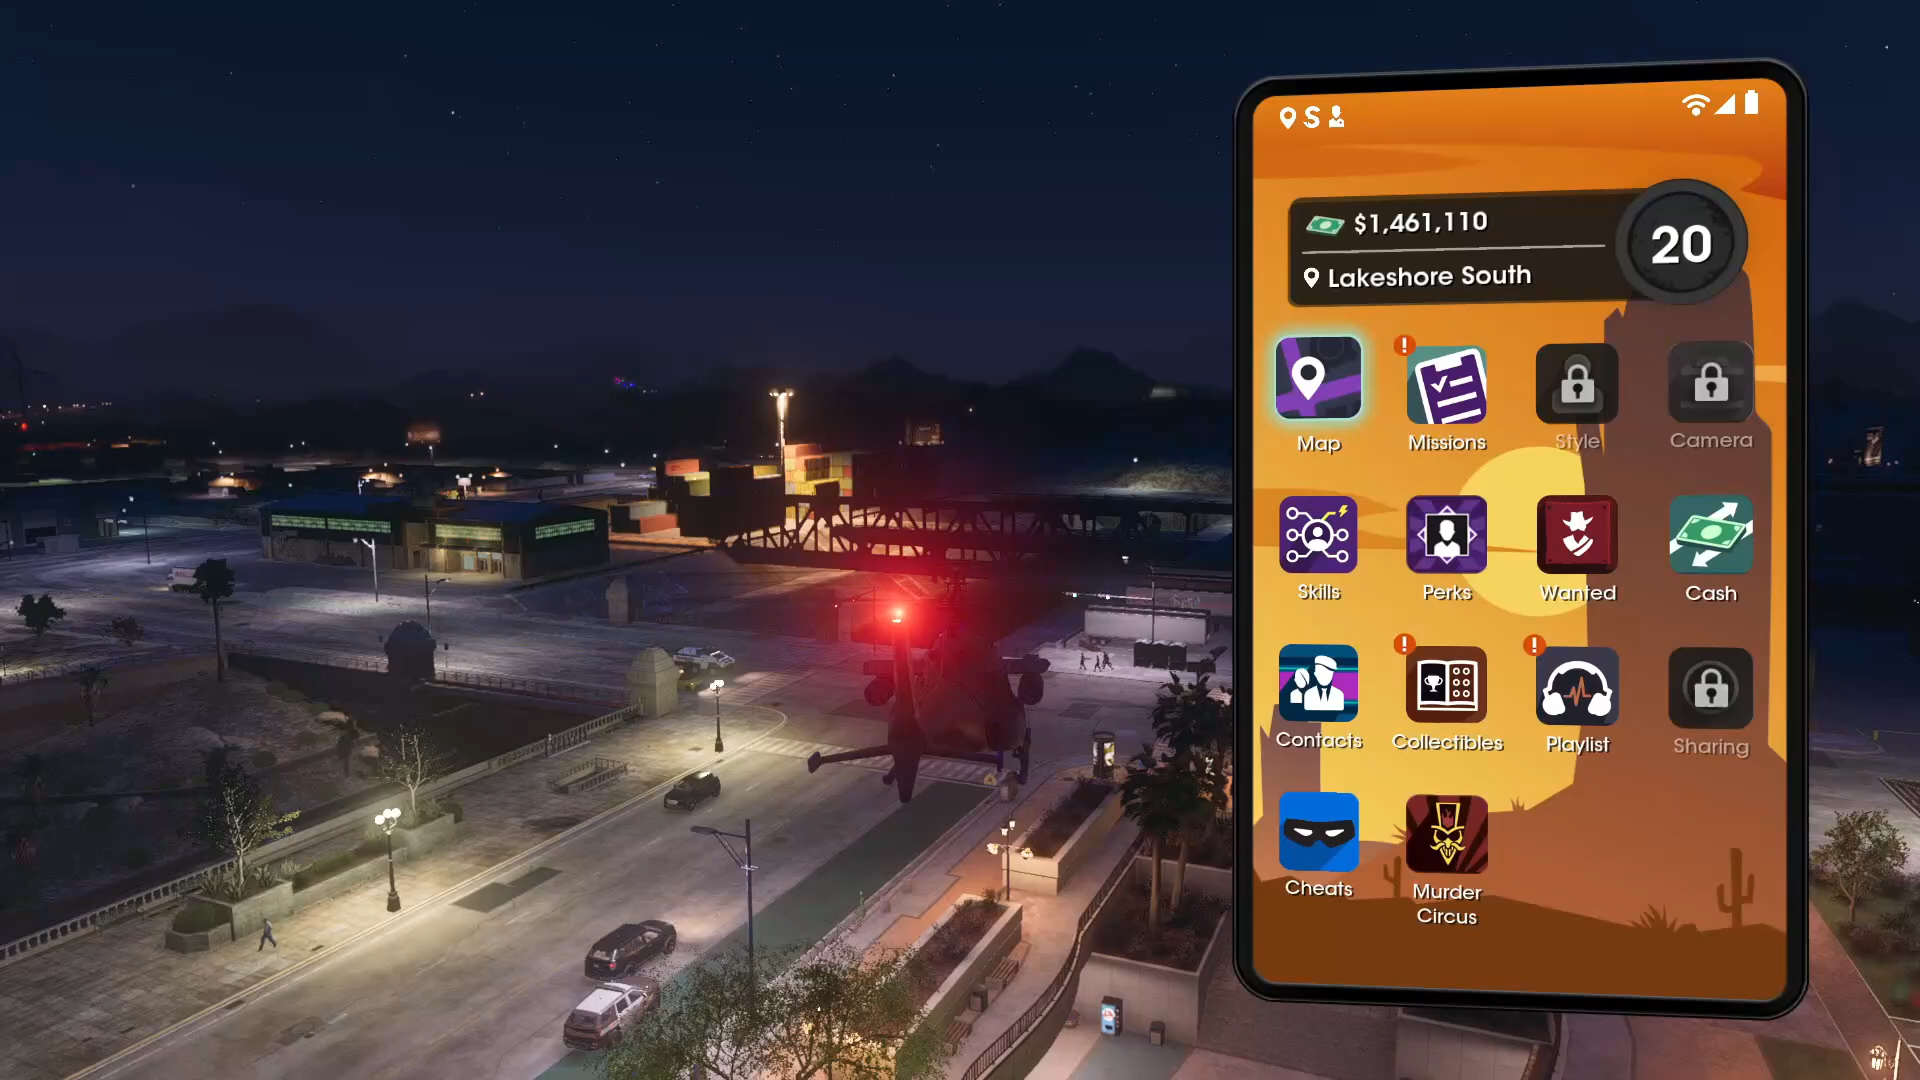 S
$1,461,110
20
Lakeshore South
!
Map
Missions
Style
Camera
Skills
Perks
Wanted
Cash
!
!
Contacts
Collectibles
Playlist
Sharing
Cheats
Murder
Circus